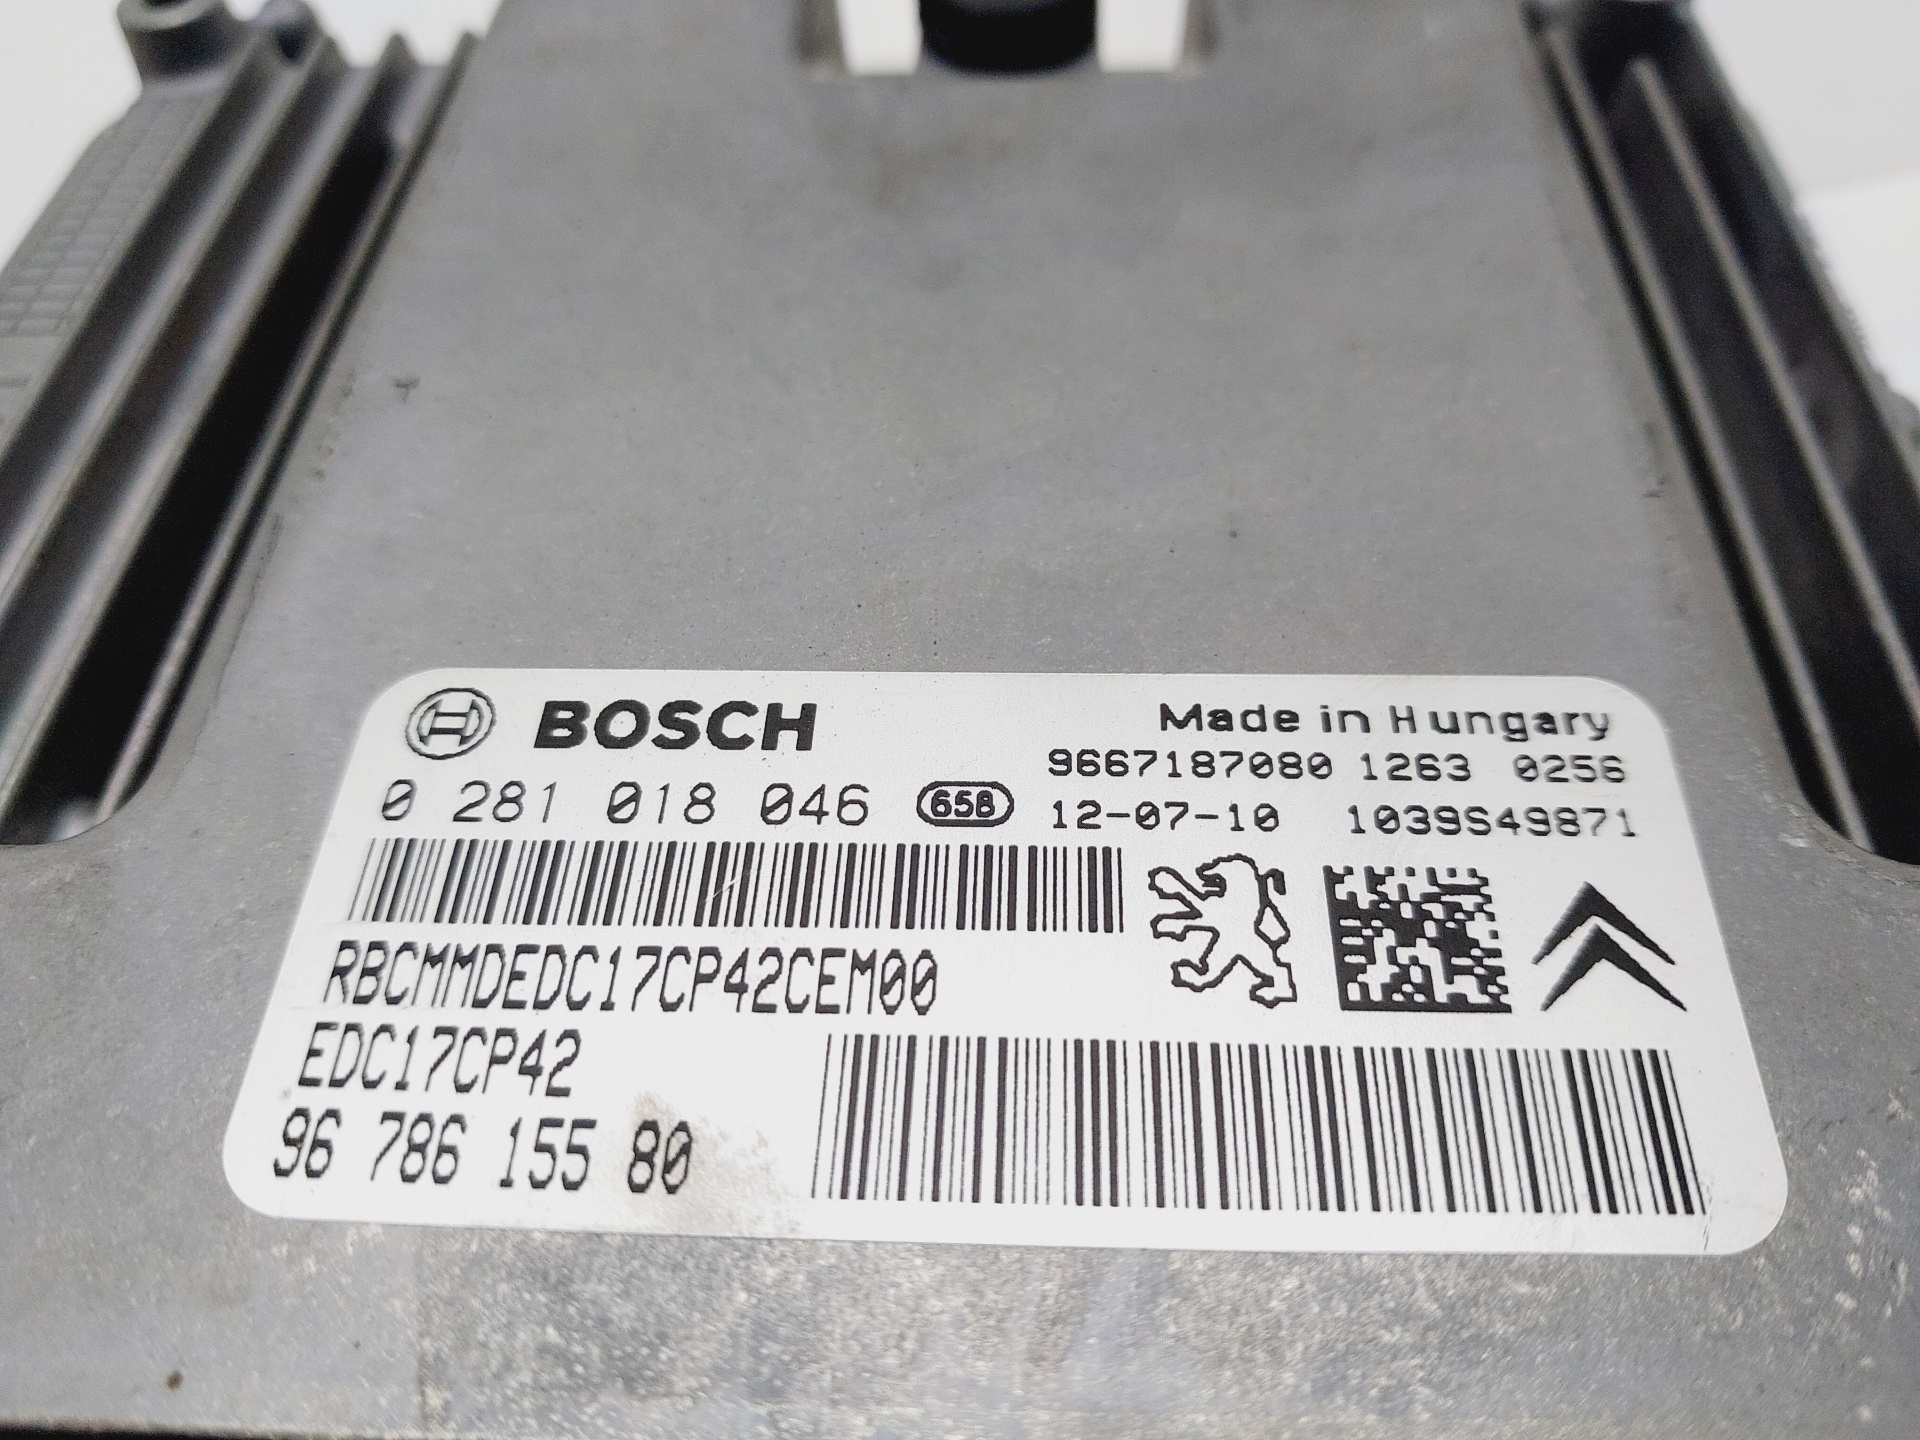 BOSCH
Made in Hungary
9667187080 1263 0256
0 281 018 046 658 12-07-10 1039S49871
RBCMMDEDC17CP42CEM00
EDC17CP42
96 786 155 80